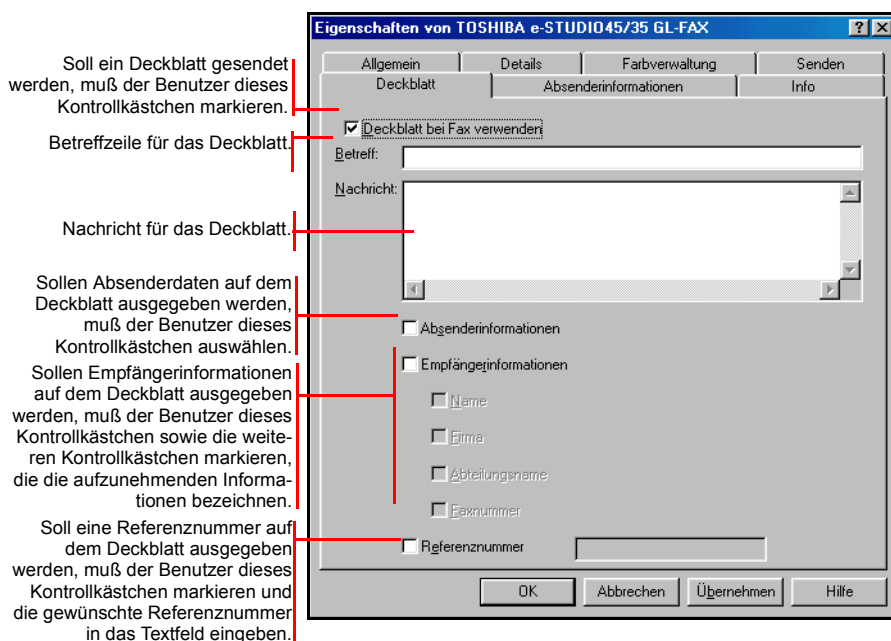 Eigenschaften von TOSHIBA e-STUDIO45/35 GL-FAX
Allgemein
Details
Farbverwaltung
Senden
Deckblatt
Absenderinformationen
Info
Soll ein Deckblatt gesendet
werden, muß der Benutzer dieses
Kontrollkästchen markieren.
Deckblatt bei Fax verwenden
Betreffzeile für das Deckblatt.
Betreff:
Nachricht:
Nachricht für das Deckblatt.
Sollen Absenderdaten auf dem
Deckblatt ausgegeben werden,
muß der Benutzer dieses
Kontrollkästchen auswählen.
Absenderinformationen
Sollen Empfängerinformationen
auf dem Deckblatt ausgegeben
werden, muß der Benutzer dieses
Kontrollkästchen sowie die weite-
ren Kontrollkästchen markieren,
die die aufzunehmenden Informa-
tionen bezeichnen.
Empfängerinformationen
Name
Firma
Abteilungsname
Faxnummer
Soll eine Referenznummer auf
dem Deckblatt ausgegeben
werden, muß der Benutzer dieses
Kontrollkästchen markieren und
die gewünschte Referenznummer
in das Textfeld eingeben.
Referenznummer
OK
Abbrechen
Übernehmen
Hilfe